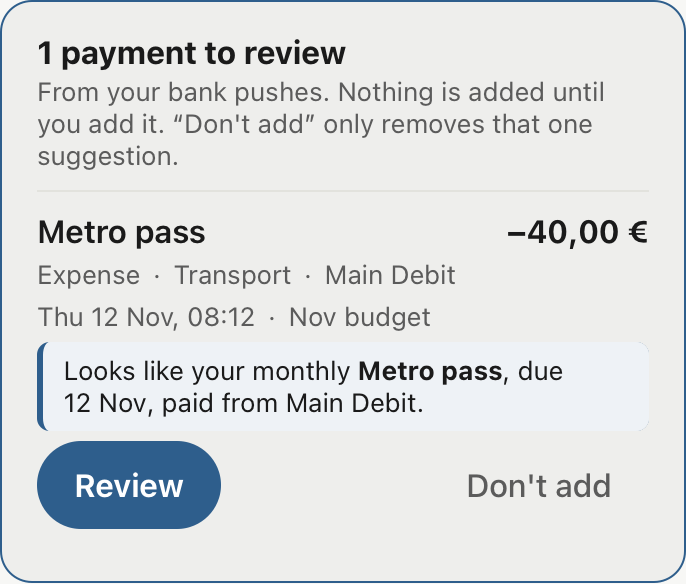 1 payment to review
From your bank pushes. Nothing is added until
you add it. “Don't add” only removes that one
suggestion.
Metro pass −40,00 €
Expense · Transport · Main Debit
Thu 12 Nov, 08:12 · Nov budget
Looks like your monthly Metro pass, due
12 Nov, paid from Main Debit.
Review Don't add